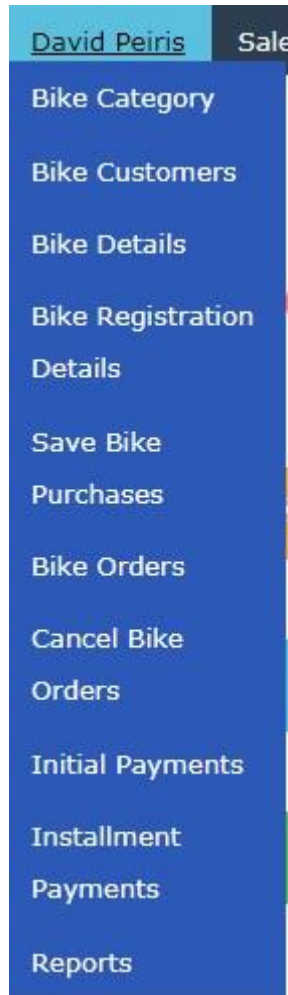 David Peiris Sale
Bike Category
Bike Customers
Bike Details
Bike Registration
Details
Save Bike
Purchases
Bike Orders
Cancel Bike
Orders
Initial Payments
Installment
Payments
Reports